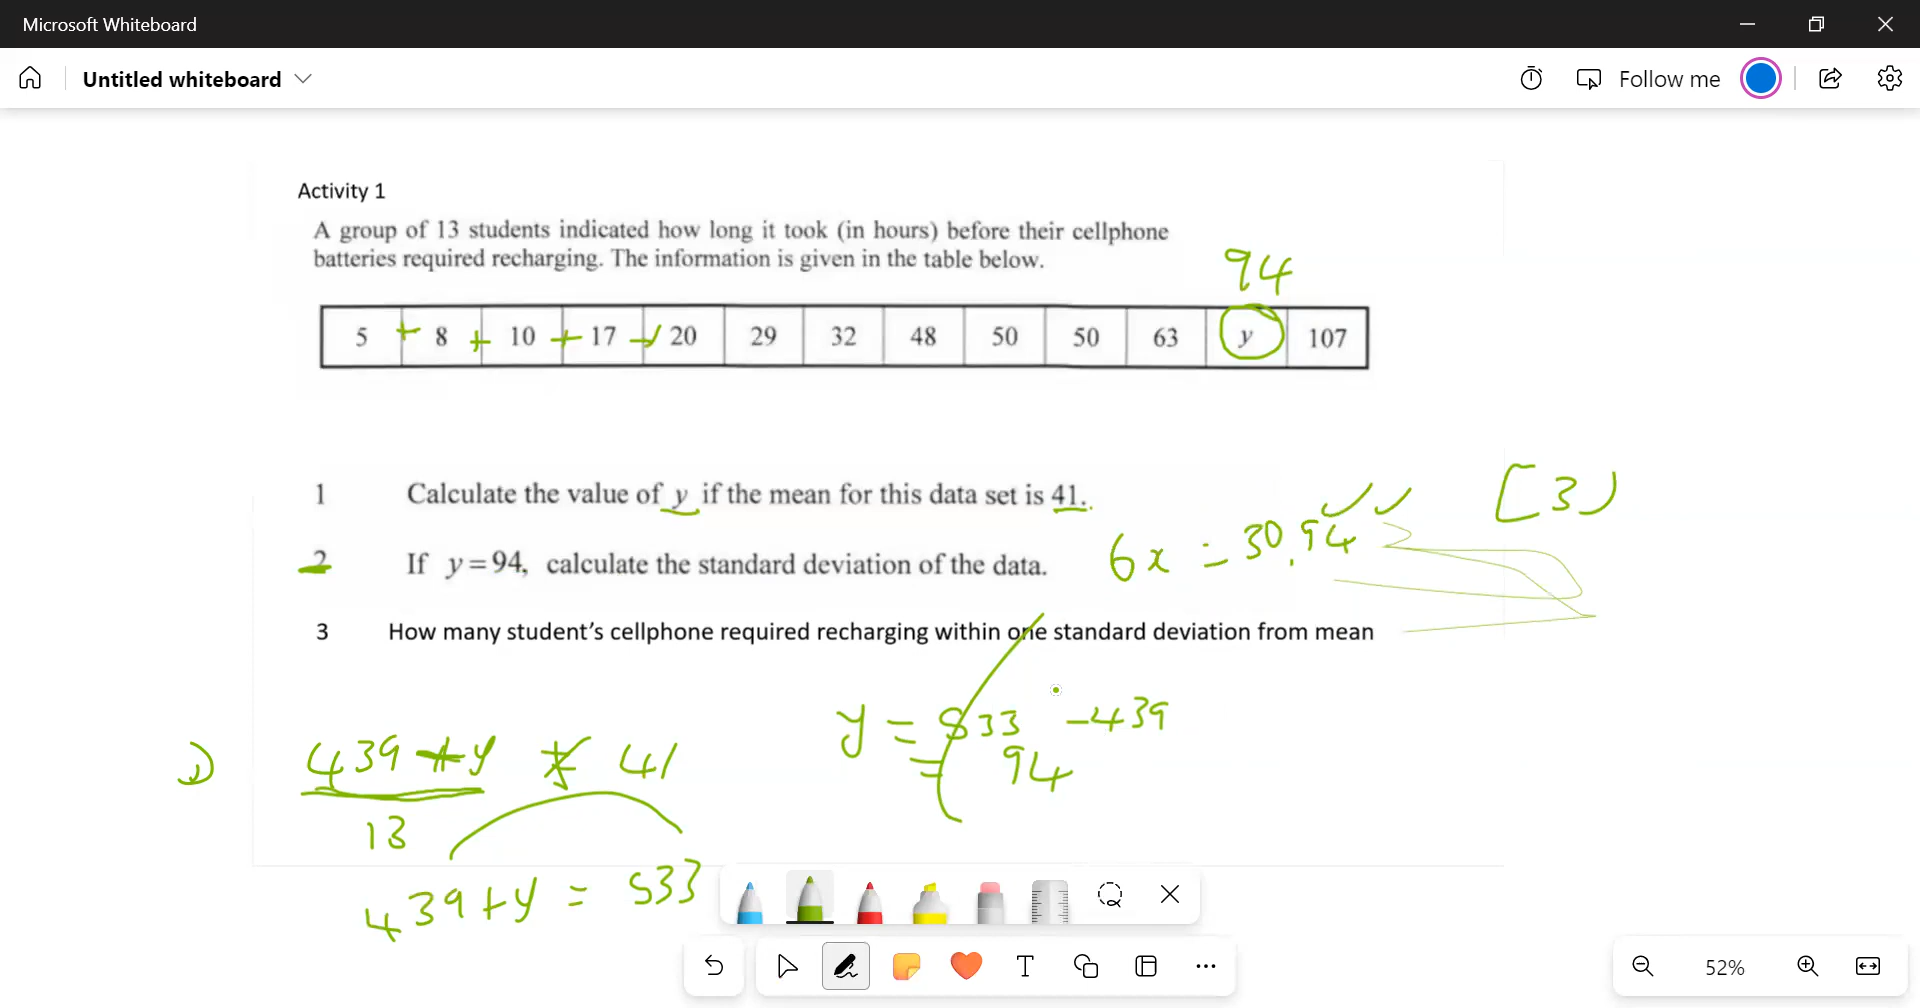 Microsoft Whiteboard
Untitled whiteboard
Follow me
Activity 1
A group of 13 students indicated how long it took (in hours) before their cellphone
batteries required recharging. The information is given in the table below.
94
5 + 8 + 10 + 17 + 20 29 32 48 50 50 63 y 107
1 Calculate the value of y if the mean for this data set is 41.
[3)
2 If y = 94, calculate the standard deviation of the data.
6x = 30,94
3 How many student's cellphone required recharging within one standard deviation from mean
y = 533 - 439
= 94
1) 439 + y = 41
13
439 + y = 533
T
52%